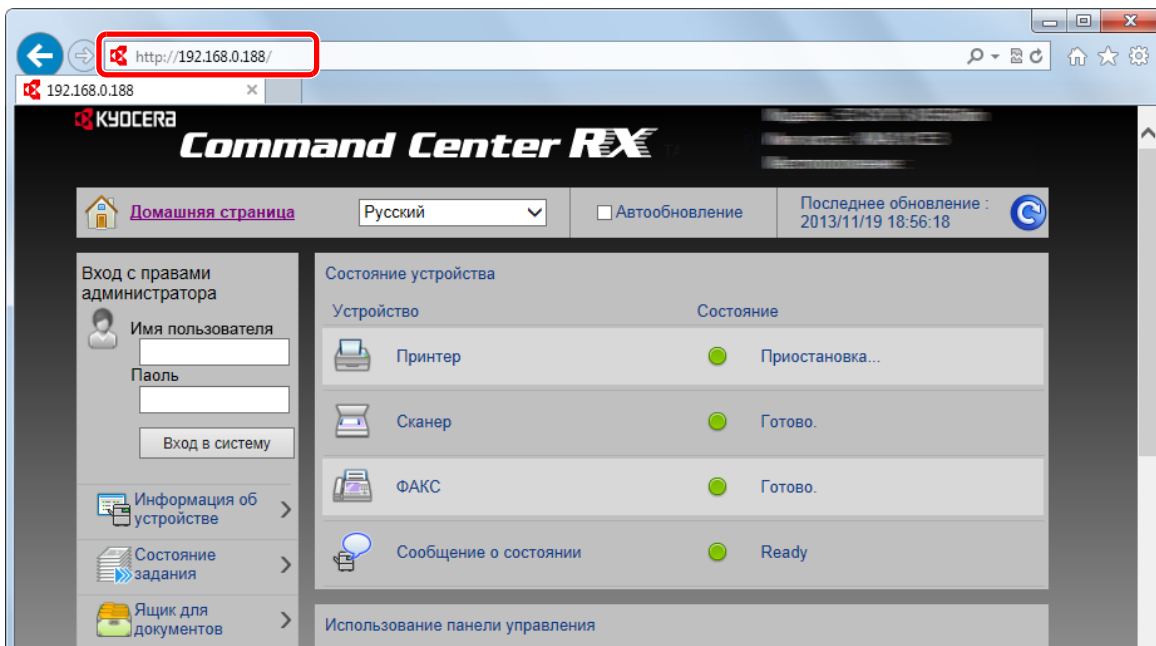 http://192.168.0.188/
192.168.0.188
KYOCERA
Command Center RX
Домашняя страница
Русский
Автообновление
Последнее обновление :
2013/11/19 18:56:18
Вход с правами
администратора
Имя пользователя
Паоль
Вход в систему
Информация об
устройстве
Состояние
задания
Ящик для
документов
Состояние устройства
Устройство Состояние
Принтер Приостановка...
Сканер Готово.
ФАКС Готово.
Сообщение о состоянии Ready
Использование панели управления